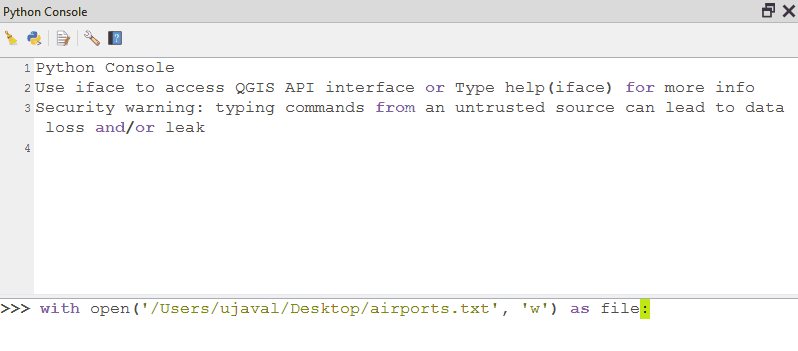 Python Console
1 Python Console
2 Use iface to access QGIS API interface or Type help(iface) for more info
3 Security warning: typing commands from an untrusted source can lead to data
loss and/or leak
4
>>> with open('/Users/ujaval/Desktop/airports.txt', 'w') as file: